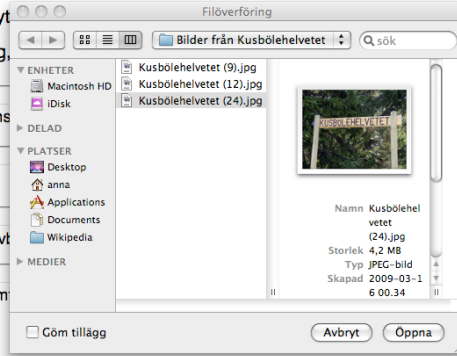 Filöverföring
Bilder från Kusbölehelvetet
sök
ENHETER
Macintosh HD
iDisk
DELAD
PLATSER
Desktop
anna
Applications
Documents
Wikipedia
MEDIER
Kusbölehelvetet (9).jpg
Kusbölehelvetet (12).jpg
Kusbölehelvetet (24).jpg
KUSBÖLEHELVETET
Namn Kusbölehel
vetet
(24).jpg
Storlek 4,2 MB
Typ JPEG-bild
Skapad 2009-03-1
6 00.34
Göm tillägg
Avbryt
Öppna